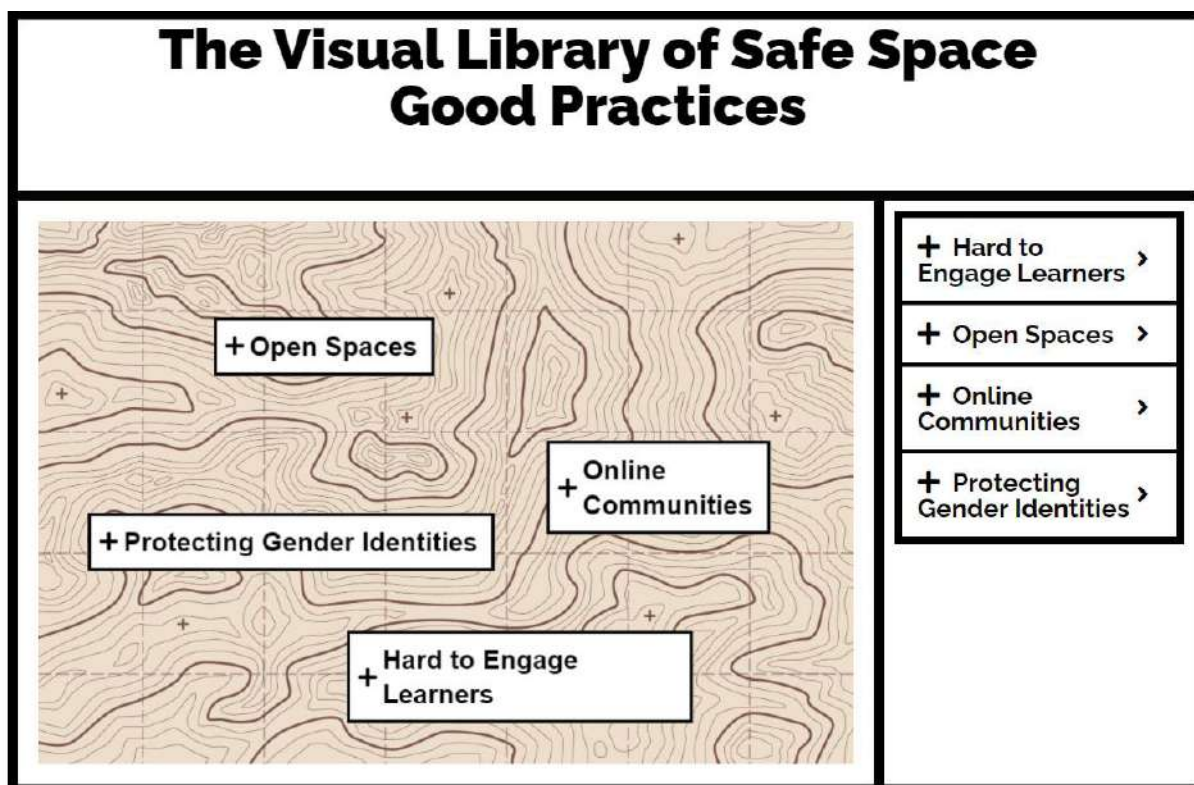 The Visual Library of Safe Space
Good Practices
+ Open Spaces
+ Online
Communities
+ Protecting Gender Identities
+ Hard to Engage
Learners
+ Hard to
Engage Learners >
+ Open Spaces >
+ Online
Communities >
+ Protecting
Gender Identities >